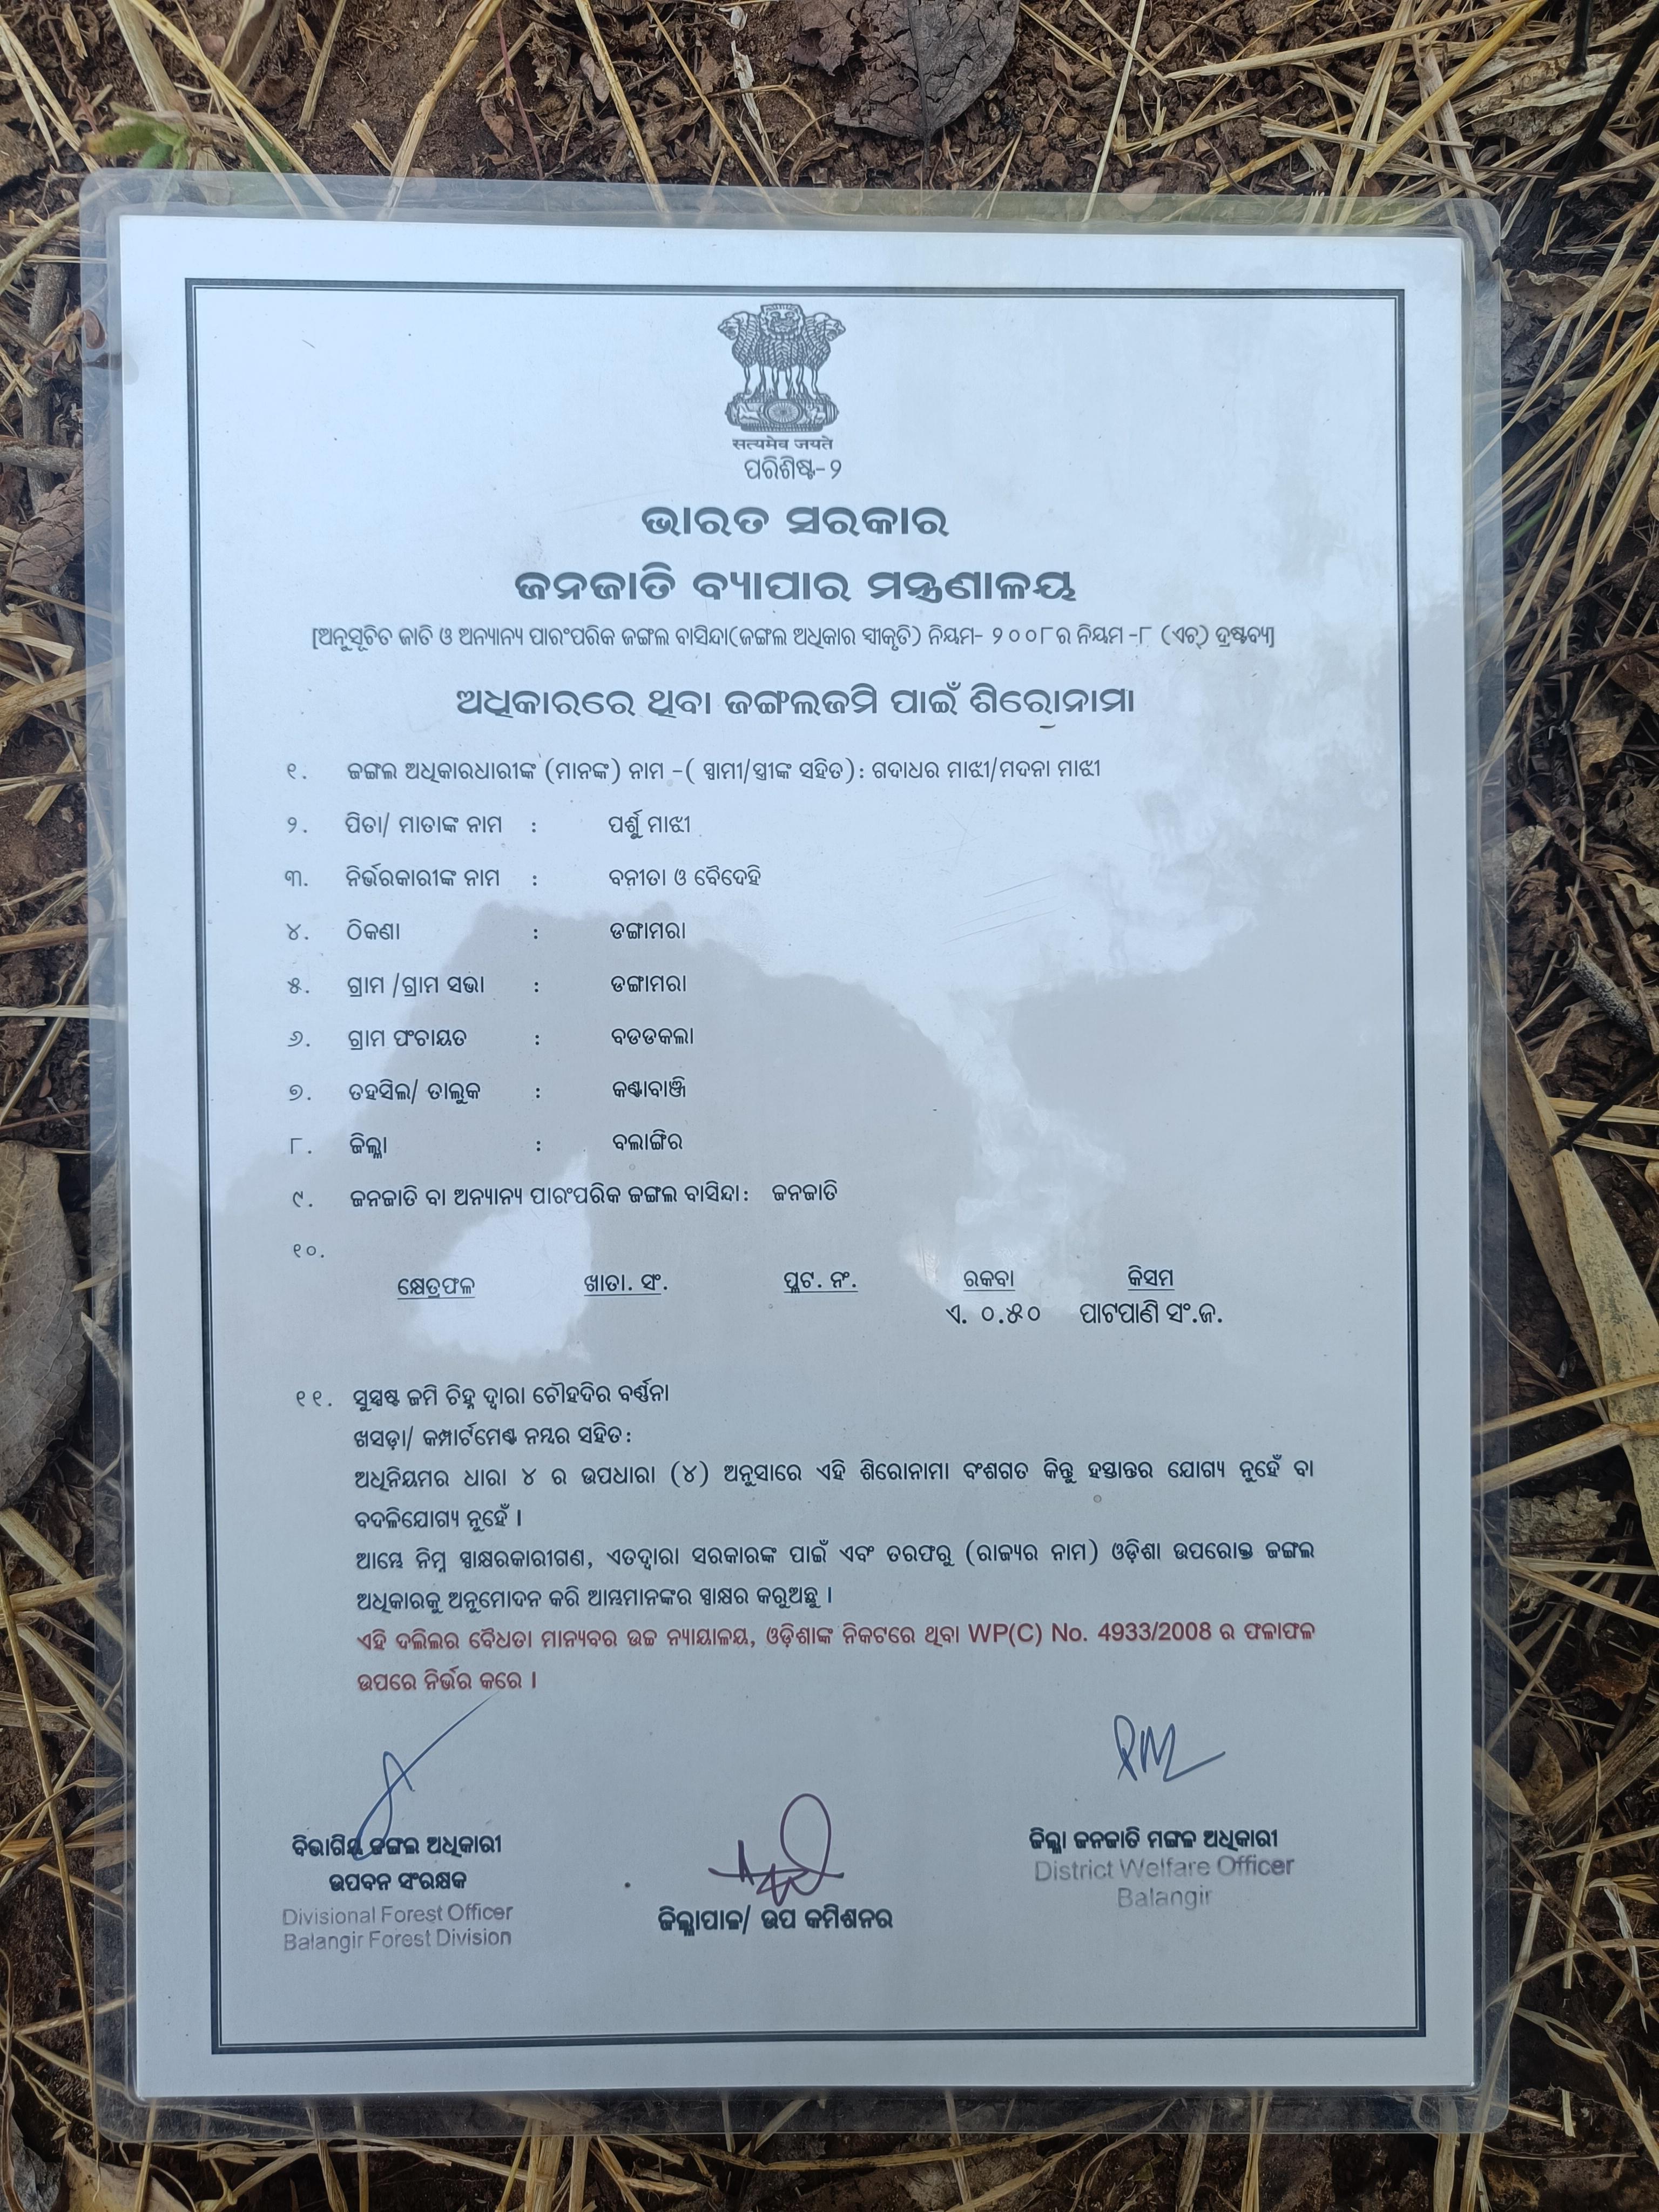 सत्यमेव जयते
ପରିଶିଷ୍ଟ-୨
ଭାରତ ସରକାର
ଜନଜାତି ବ୍ୟାପାର ମନ୍ତ୍ରଣାଳୟ
[ଅନୁସୂଚିତ ଜାତି ଓ ଅନ୍ୟାନ୍ୟ ପାରଂପରିକ ଜଙ୍ଗଲ ବାସିନ୍ଦା(ଜଙ୍ଗଲ ଅଧିକାର ସ୍ୱୀକୃତି) ନିୟମ- ୨୦୦୮ର ନିୟମ -୮ (ଏଚ୍) ଦ୍ରଷ୍ଟବ୍ୟ]
ଅଧିକାରରେ ଥିବା ଜଙ୍ଗଲଜମି ପାଇଁ ଶିରୋନାମା
୧. ଜଙ୍ଗଲ ଅଧିକାରଧାରୀଙ୍କ (ମାନଙ୍କ) ନାମ -( ସ୍ୱାମୀ/ସ୍ତ୍ରୀଙ୍କ ସହିତ): ଗଦାଧର ମାଝୀ/ମଦନା ମାଝୀ
୨. ପିତା/ ମାତାଙ୍କ ନାମ : ପର୍ଶୁ ମାଝୀ
୩. ନିର୍ଭରକାରୀଙ୍କ ନାମ : ବନୀତା ଓ ବୈଦେହି
୪. ଠିକଣା : ଡଙ୍ଗାମରା
୫. ଗ୍ରାମ /ଗ୍ରାମ ସଭା : ଡଙ୍ଗାମରା
୬. ଗ୍ରାମ ପଂଚାୟତ : ବଡଡକଲା
୭. ତହସିଲ/ ତାଲୁକ : କଣ୍ଟାବାଞ୍ଜି
୮. ଜିଲ୍ଲା : ବଲାଙ୍ଗିର
୯. ଜନଜାତି ବା ଅନ୍ୟାନ୍ୟ ପାରଂପରିକ ଜଙ୍ଗଲ ବାସିନ୍ଦା: ଜନଜାତି
୧୦.
କ୍ଷେତ୍ରଫଳ ଖାତା. ସଂ. ପ୍ଲଟ. ନଂ. ରକବା କିସମ
ଏ. ୦.୫୦ ପାଟପାଣି ସଂ.ଜ.
୧୧. ସୁସ୍ପଷ୍ଟ ଜମି ଚିହ୍ନ ଦ୍ୱାରା ଚୌହଦିର ବର୍ଣ୍ଣନା
ଖସଡ଼ା/ କମ୍ପାର୍ଟମେଣ୍ଟ ନମ୍ବର ସହିତ:
ଅଧିନିୟମର ଧାରା ୪ ର ଉପଧାରା (୪) ଅନୁସାରେ ଏହି ଶିରୋନାମା ବଂଶଗତ କିନ୍ତୁ ହସ୍ତାନ୍ତର ଯୋଗ୍ୟ ନୁହେଁ ବା
ବଦଳିଯୋଗ୍ୟ ନୁହେଁ ।
ଆମ୍ଭେ ନିମ୍ନ ସ୍ୱାକ୍ଷରକାରୀଗଣ, ଏତଦ୍ୱାରା ସରକାରଙ୍କ ପାଇଁ ଏବଂ ତରଫରୁ (ରାଜ୍ୟର ନାମ) ଓଡ଼ିଶା ଉପରୋକ୍ତ ଜଙ୍ଗଲ
ଅଧିକାରକୁ ଅନୁମୋଦନ କରି ଆମ୍ଭମାନଙ୍କର ସ୍ୱାକ୍ଷର କରୁଅଛୁ ।
ଏହି ଦଲିଲର ବୈଧତା ମାନ୍ୟବର ଉଚ୍ଚ ନ୍ୟାୟାଳୟ, ଓଡ଼ିଶାଙ୍କ ନିକଟରେ ଥିବା WP(C) No. 4933/2008 ର ଫଳାଫଳ
ଉପରେ ନିର୍ଭର କରେ ।
ବିଭାଗିୟ ଜଙ୍ଗଲ ଅଧିକାରୀ
ଉପବନ ସଂରକ୍ଷକ
Divisional Forest Officer
Balangir Forest Division
ଜିଲ୍ଲାପାଳ/ ଉପ କମିଶନର
ଜିଲ୍ଲା ଜନଜାତି ମଙ୍ଗଳ ଅଧିକାରୀ
District Welfare Officer
Balangir